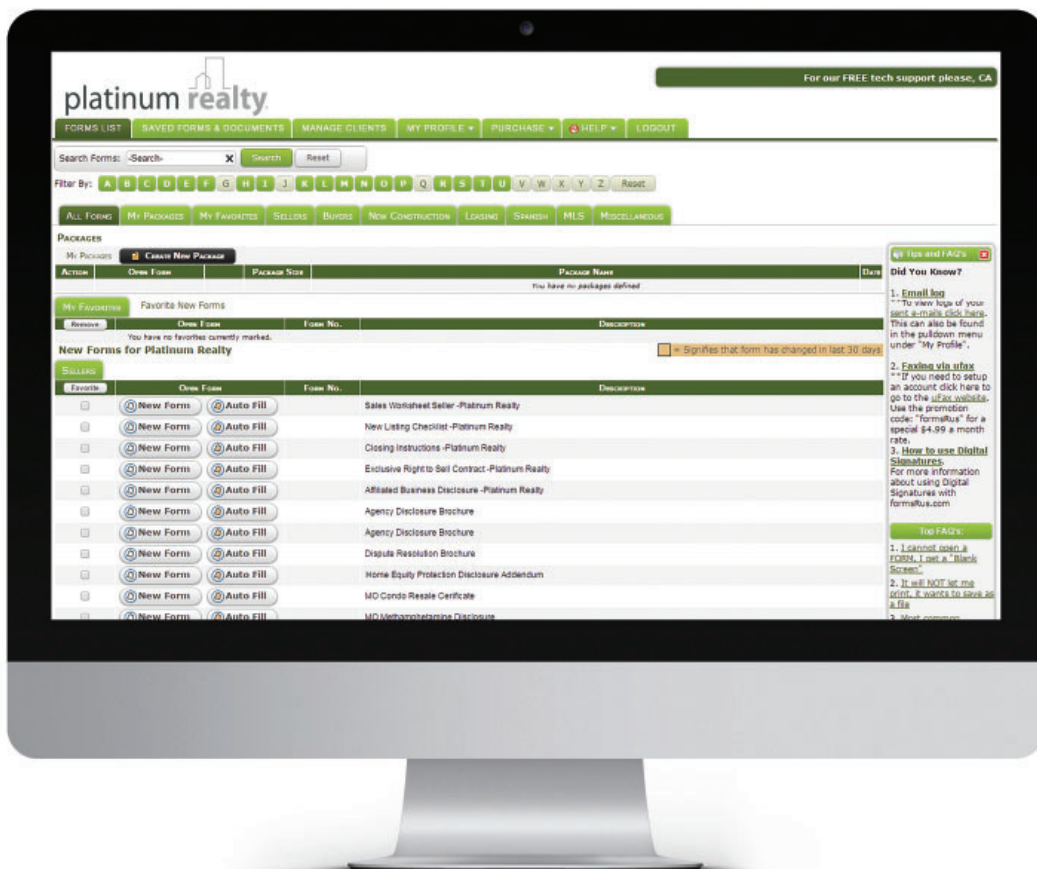 platinum realty.
For our FREE tech support please, CA
FORMS LIST SAVED FORMS & DOCUMENTS MANAGE CLIENTS MY PROFILE PURCHASE HELP LOGOUT
Search Forms: -Search- X Search Reset
Filter By: A B C D E F G H I J K L M N O P Q R S T U V W X Y Z Reset
ALL FORMS MY PACKAGES MY FAVORITES SELLERS BUYERS NEW CONSTRUCTION LEASING SPANISH MLS MISCELLANEOUS
PACKAGES
MY PACKAGES CREATE NEW PACKAGE
ACTION OPEN FORM PACKAGE SIZE PACKAGE NAME DATE
You have no packages defined
MY FAVORITES Favorite New Forms
Remove OPEN FORM FORM NO. DESCRIPTION
You have no favorites currently marked.
New Forms for Platinum Realty = Signifies that form has changed in last 30 days
SELLERS
Favorite OPEN FORM FORM NO. DESCRIPTION
New Form Auto Fill Sales Worksheet Seller -Platinum Realty
New Form Auto Fill New Listing Checklist -Platinum Realty
New Form Auto Fill Closing Instructions -Platinum Realty
New Form Auto Fill Exclusive Right to Sell Contract -Platinum Realty
New Form Auto Fill Affiliated Business Disclosure -Platinum Realty
New Form Auto Fill Agency Disclosure Brochure
New Form Auto Fill Agency Disclosure Brochure
New Form Auto Fill Dispute Resolution Brochure
New Form Auto Fill Home Equity Protection Disclosure Addendum
New Form Auto Fill MO Condo Resale Cerificate
New Form Auto Fill MO Methamphetamine Disclosure
Tips and FAQ's
Did You Know?
1. Email log
**To view logs of your
sent e-mails click here.
This can also be found
in the pulldown menu
under "My Profile".
2. Faxing via ufax
**If you need to setup
an account click here to
go to the uFax website.
Use the promotion
code: "formsRus" for a
special $4.99 a month
rate.
3. How to use Digital
Signatures.
For more information
about using Digital
Signatures with
formsRus.com
Top FAQ's:
1. I cannot open a
FORM, I get a "Blank
Screen"
2. It will NOT let me
print, it wants to save as
a file
3. Most common